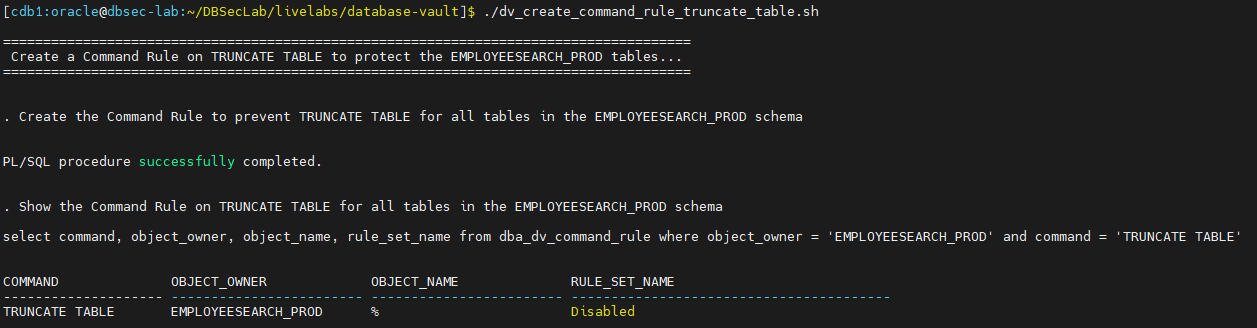 [cdb1:oracle@dbsec-lab:~/DBSecLab/livelabs/database-vault]$ ./dv_create_command_rule_truncate_table.sh
======================================================================================
 Create a Command Rule on TRUNCATE TABLE to protect the EMPLOYEESEARCH_PROD tables...
======================================================================================
. Create the Command Rule to prevent TRUNCATE TABLE for all tables in the EMPLOYEESEARCH_PROD schema
PL/SQL procedure successfully completed.
. Show the Command Rule on TRUNCATE TABLE for all tables in the EMPLOYEESEARCH_PROD schema
select command, object_owner, object_name, rule_set_name from dba_dv_command_rule where object_owner = 'EMPLOYEESEARCH_PROD' and command = 'TRUNCATE TABLE'
COMMAND              OBJECT_OWNER             OBJECT_NAME              RULE_SET_NAME
-------------------- ------------------------ ------------------------ ----------------------------------------
TRUNCATE TABLE       EMPLOYEESEARCH_PROD      %                        Disabled